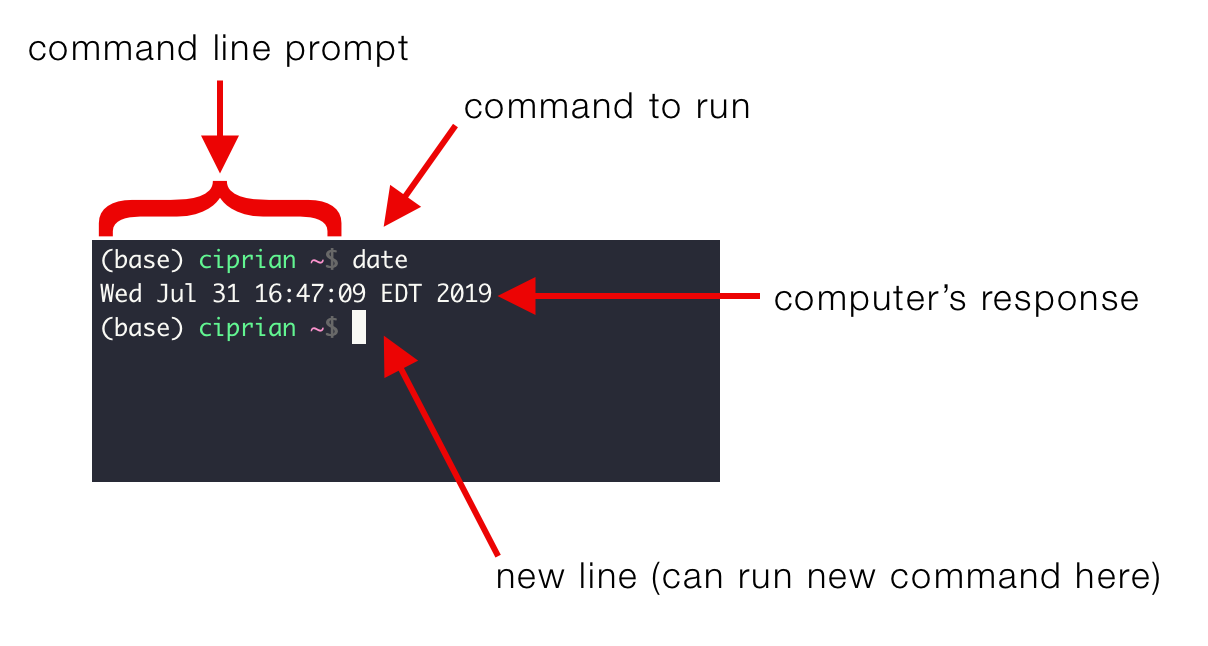 command line prompt
command to run
(base) ciprian ~$ date
Wed Jul 31 16:47:09 EDT 2019
computer’s response
(base) ciprian ~$
new line (can run new command here)